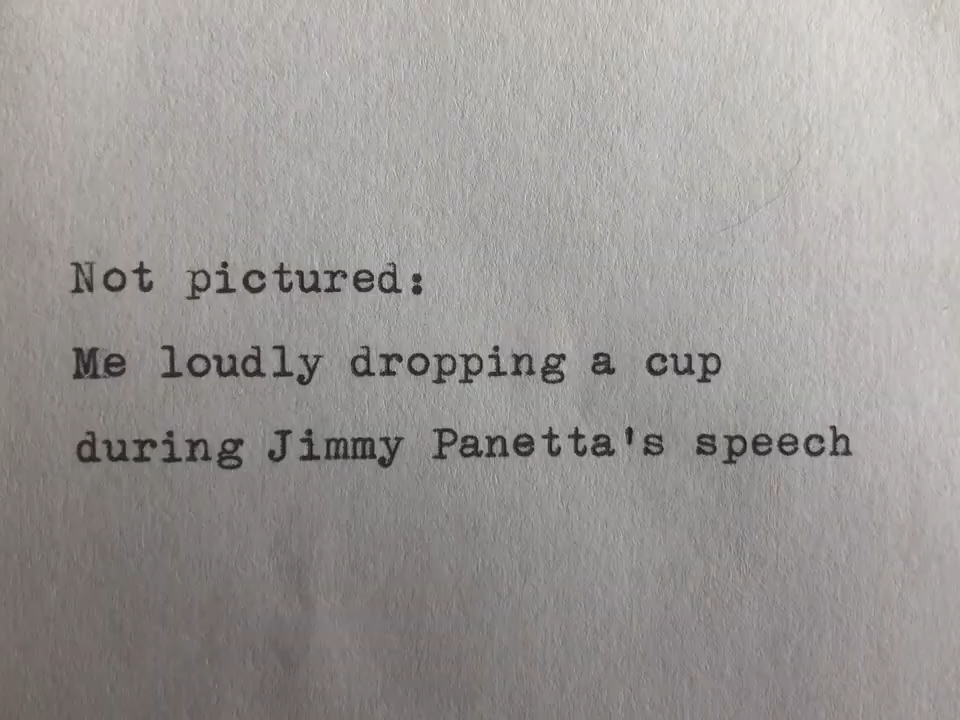 Not pictured:
Me loudly dropping a cup
during Jimmy Panetta's speech